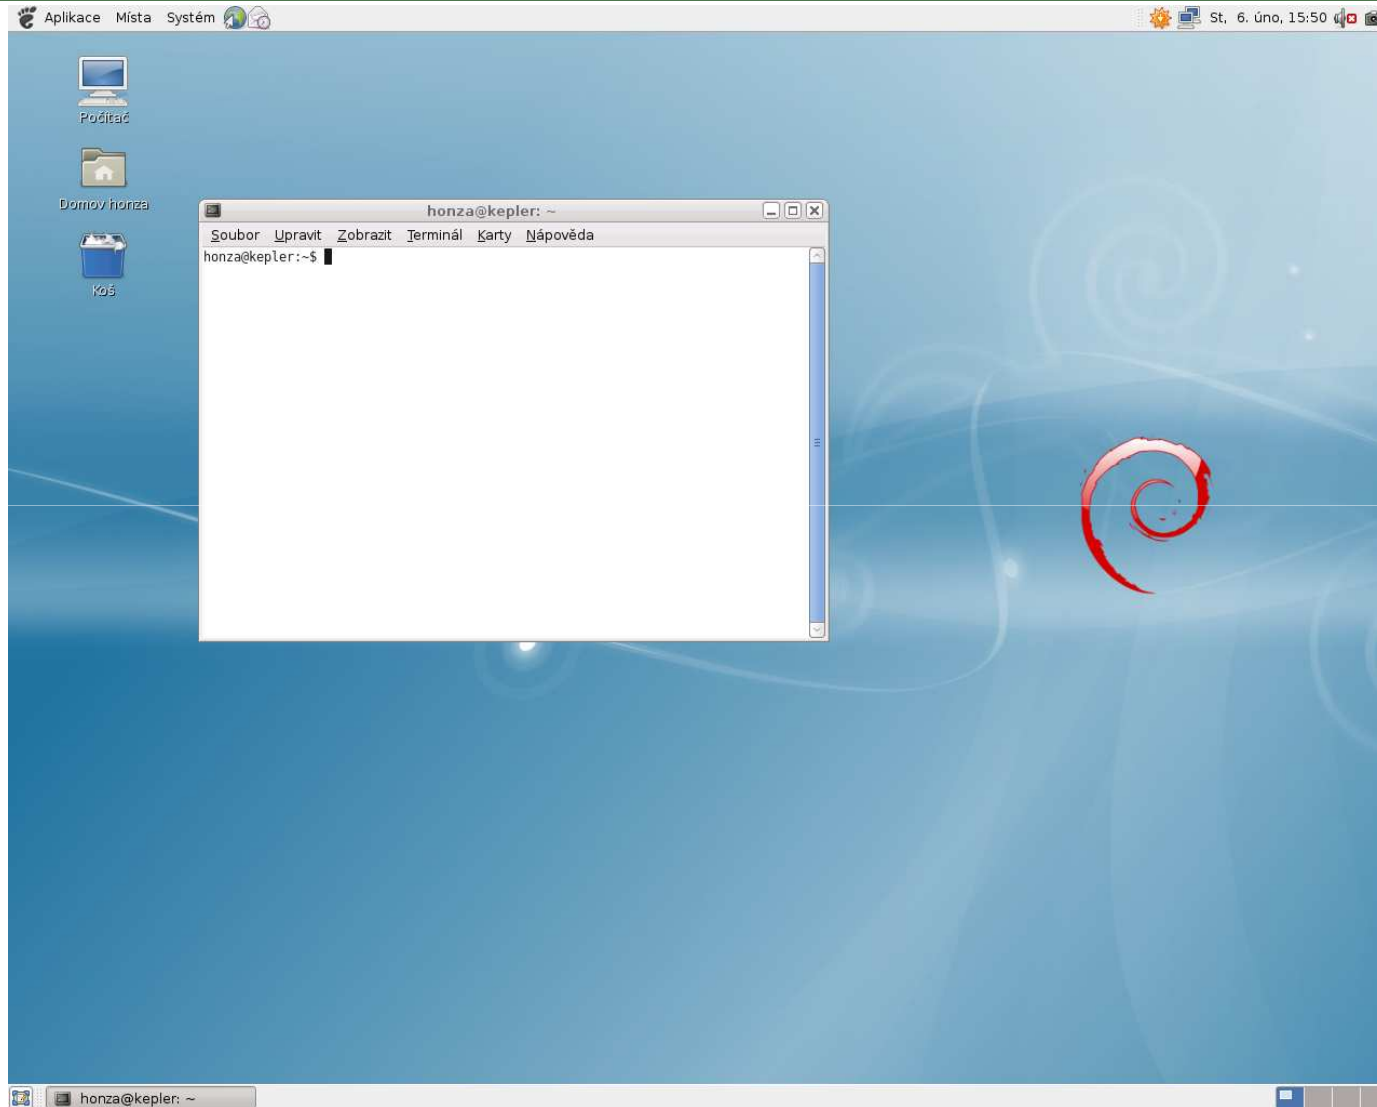 Aplikace Místa Systém
St, 6. úno, 15:50
Počítač
Domov honza
Koš
honza@kepler: ~
Soubor Upravit Zobrazit Terminál Karty Nápověda
honza@kepler:~$
honza@kepler: ~